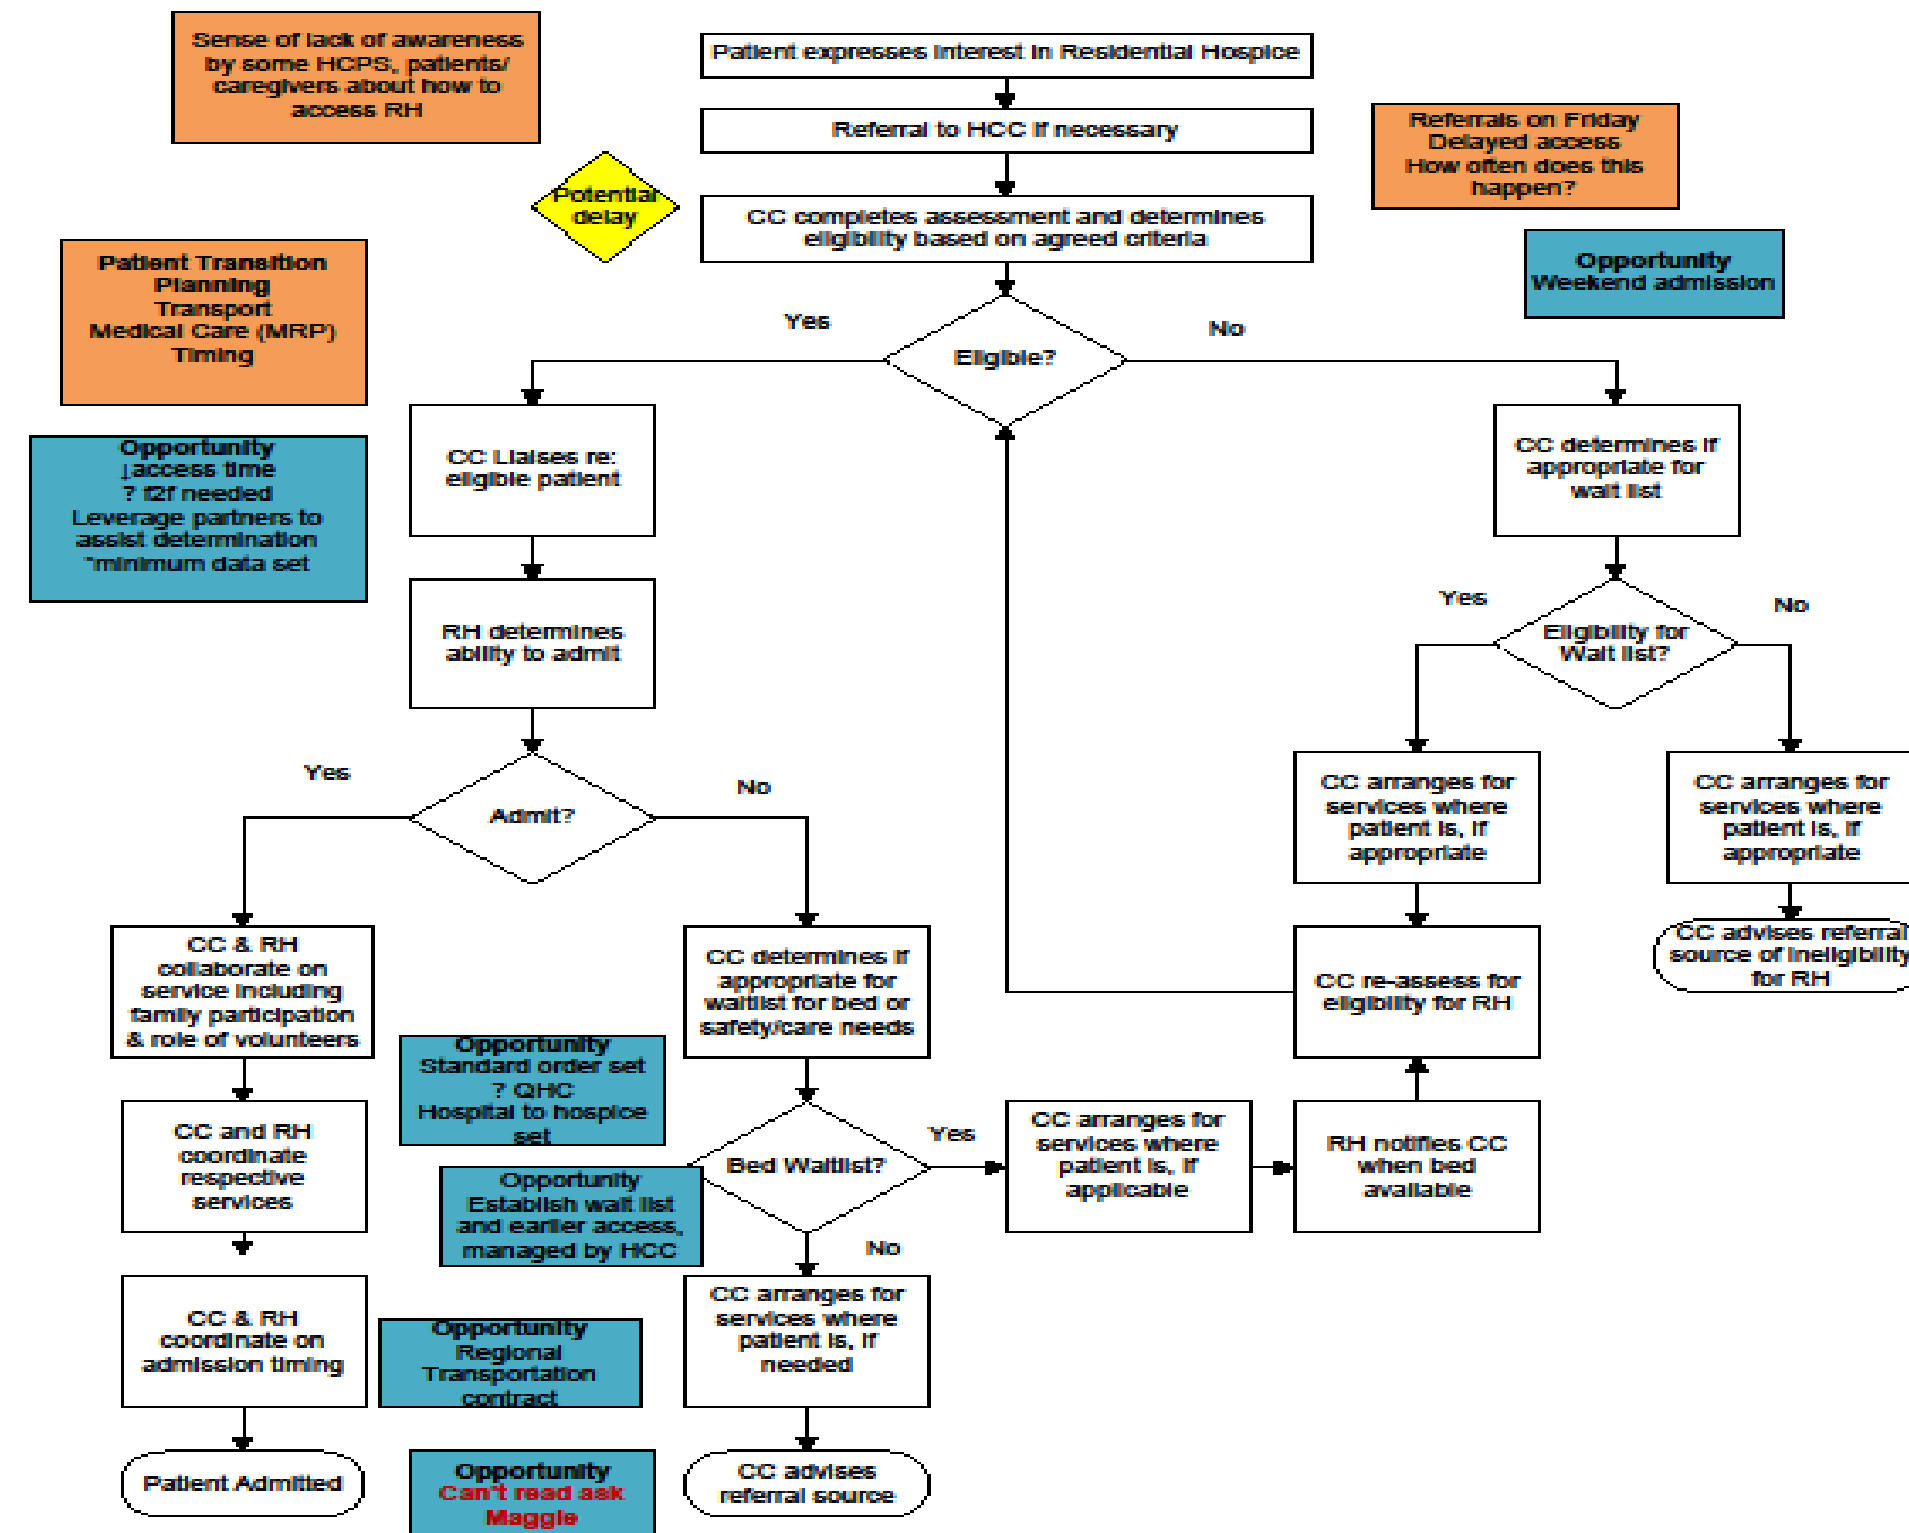 Sense of lack of awareness
by some HCPS, patients/
caregivers about how to
access RH
Patient expresses interest in Residential Hospice
Referral to HCC if necessary
Referrals on Friday
Delayed access
How often does this
happen?
Potential
delay
CC completes assessment and determines
eligibility based on agreed criteria
Patient Transition
Planning
Transport
Medical Care (MRP)
Timing
Opportunity
Weekend admission
Yes
Eligible?
No
Opportunity
↓access time
? f2f needed
Leverage partners to
assist determination
*minimum data set
CC Liaises re:
eligible patient
CC determines if
appropriate for
wait list
RH determines
ability to admit
Yes
Eligibility for
Wait list?
No
Yes
Admit?
No
CC arranges for
services where
patient is, if
appropriate
CC arranges for
services where
patient is, if
appropriate
CC & RH
collaborate on
service including
family participation
& role of volunteers
CC determines if
appropriate for
waitlist for bed or
safety/care needs
CC re-assess for
eligibility for RH
CC advises referral
source of ineligibility
for RH
Opportunity
Standard order set
? QHC
Hospital to hospice
set
CC and RH
coordinate
respective
services
Bed Waitlist?
Yes
CC arranges for
services where
patient is, if
applicable
RH notifies CC
when bed
available
Opportunity
Establish wait list
and earlier access,
managed by HCC
No
CC & RH
coordinate on
admission timing
Opportunity
Regional
Transportation
contract
CC arranges for
services where
patient is, if
needed
Patient Admitted
Opportunity
Can't read ask
Maggie
CC advises
referral source